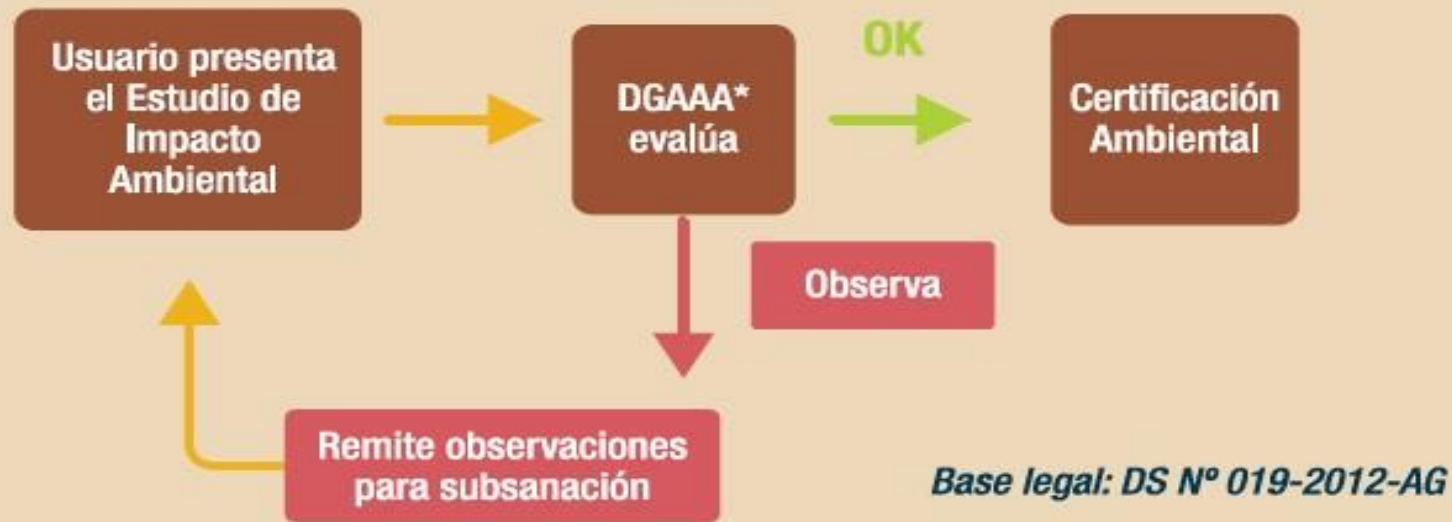 Usuario presenta
el Estudio de
Impacto
Ambiental
DGAAA*
evalúa
OK
Certificación
Ambiental
Observa
Remite observaciones
para subsanación
Base legal: DS Nº 019-2012-AG